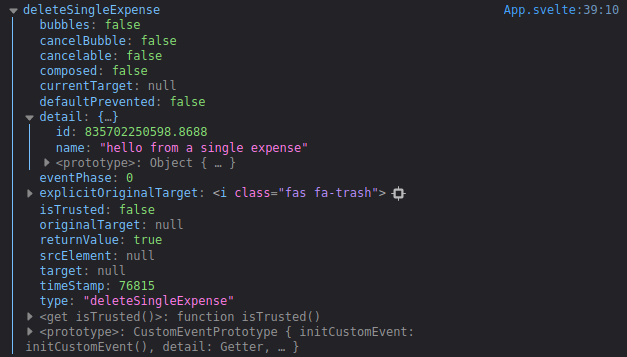 deleteSingleExpense App.svelte:39:10
bubbles: false
cancelBubble: false
cancelable: false
composed: false
currentTarget: null
defaultPrevented: false
detail: {…}
id: 835702250598.8688
name: "hello from a single expense"
<prototype>: Object { … }
eventPhase: 0
explicitOriginalTarget: <i class="fas fa-trash">
isTrusted: false
originalTarget: null
returnValue: true
srcElement: null
target: null
timeStamp: 76815
type: "deleteSingleExpense"
<get isTrusted()>: function isTrusted()
<prototype>: CustomEventPrototype { initCustomEvent:
initCustomEvent(), detail: Getter, … }